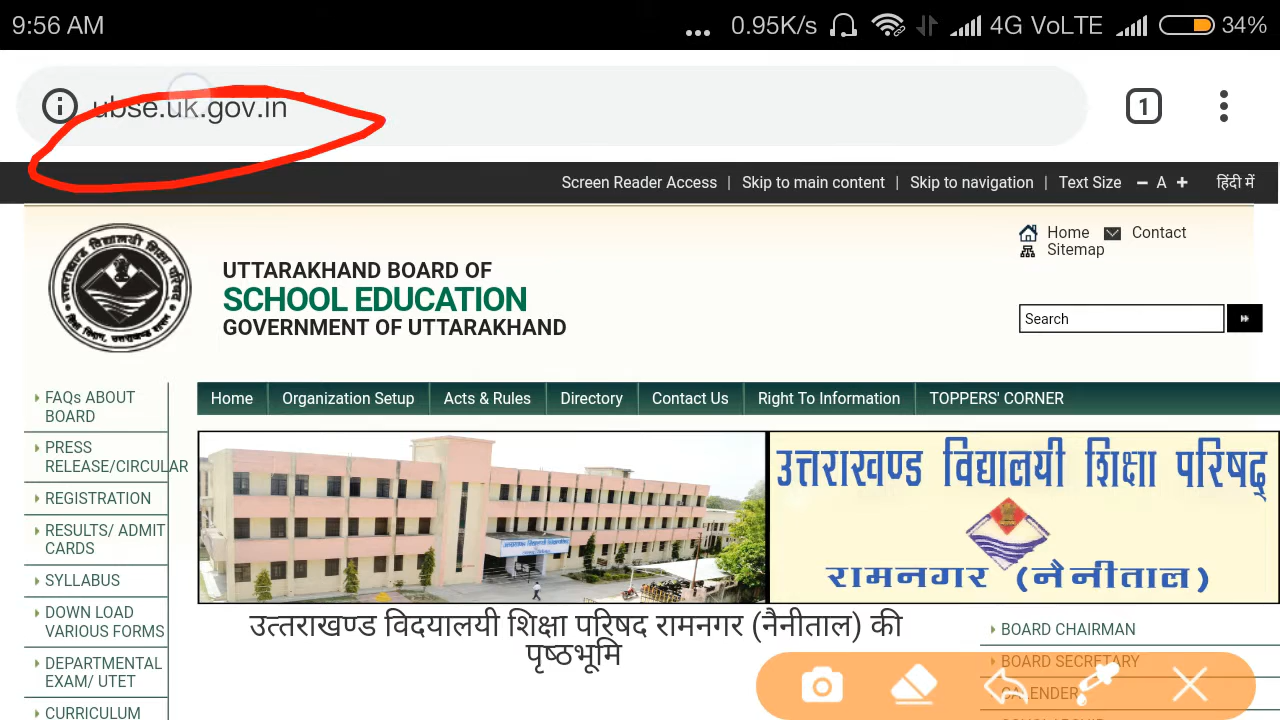 9:56 AM
... 0.95K/s 4G VoLTE 34%
ubse.uk.gov.in
1
Screen Reader Access | Skip to main content | Skip to navigation | Text Size − A + हिंदी में
Home Contact
Sitemap
UTTARAKHAND BOARD OF
SCHOOL EDUCATION
GOVERNMENT OF UTTARAKHAND
Search
Home Organization Setup Acts & Rules Directory Contact Us Right To Information TOPPERS' CORNER
FAQs ABOUT
BOARD
PRESS
RELEASE/CIRCULAR
REGISTRATION
RESULTS/ ADMIT
CARDS
SYLLABUS
DOWN LOAD
VARIOUS FORMS
DEPARTMENTAL
EXAM/ UTET
CURRICULUM
उत्तराखण्ड विद्यालयी शिक्षा परिषद्
रामनगर (नैनीताल)
उत्तराखण्ड विदयालयी शिक्षा परिषद रामनगर (नैनीताल) की
पृष्ठभूमि
BOARD CHAIRMAN
BOARD SECRETARY
CALENDER